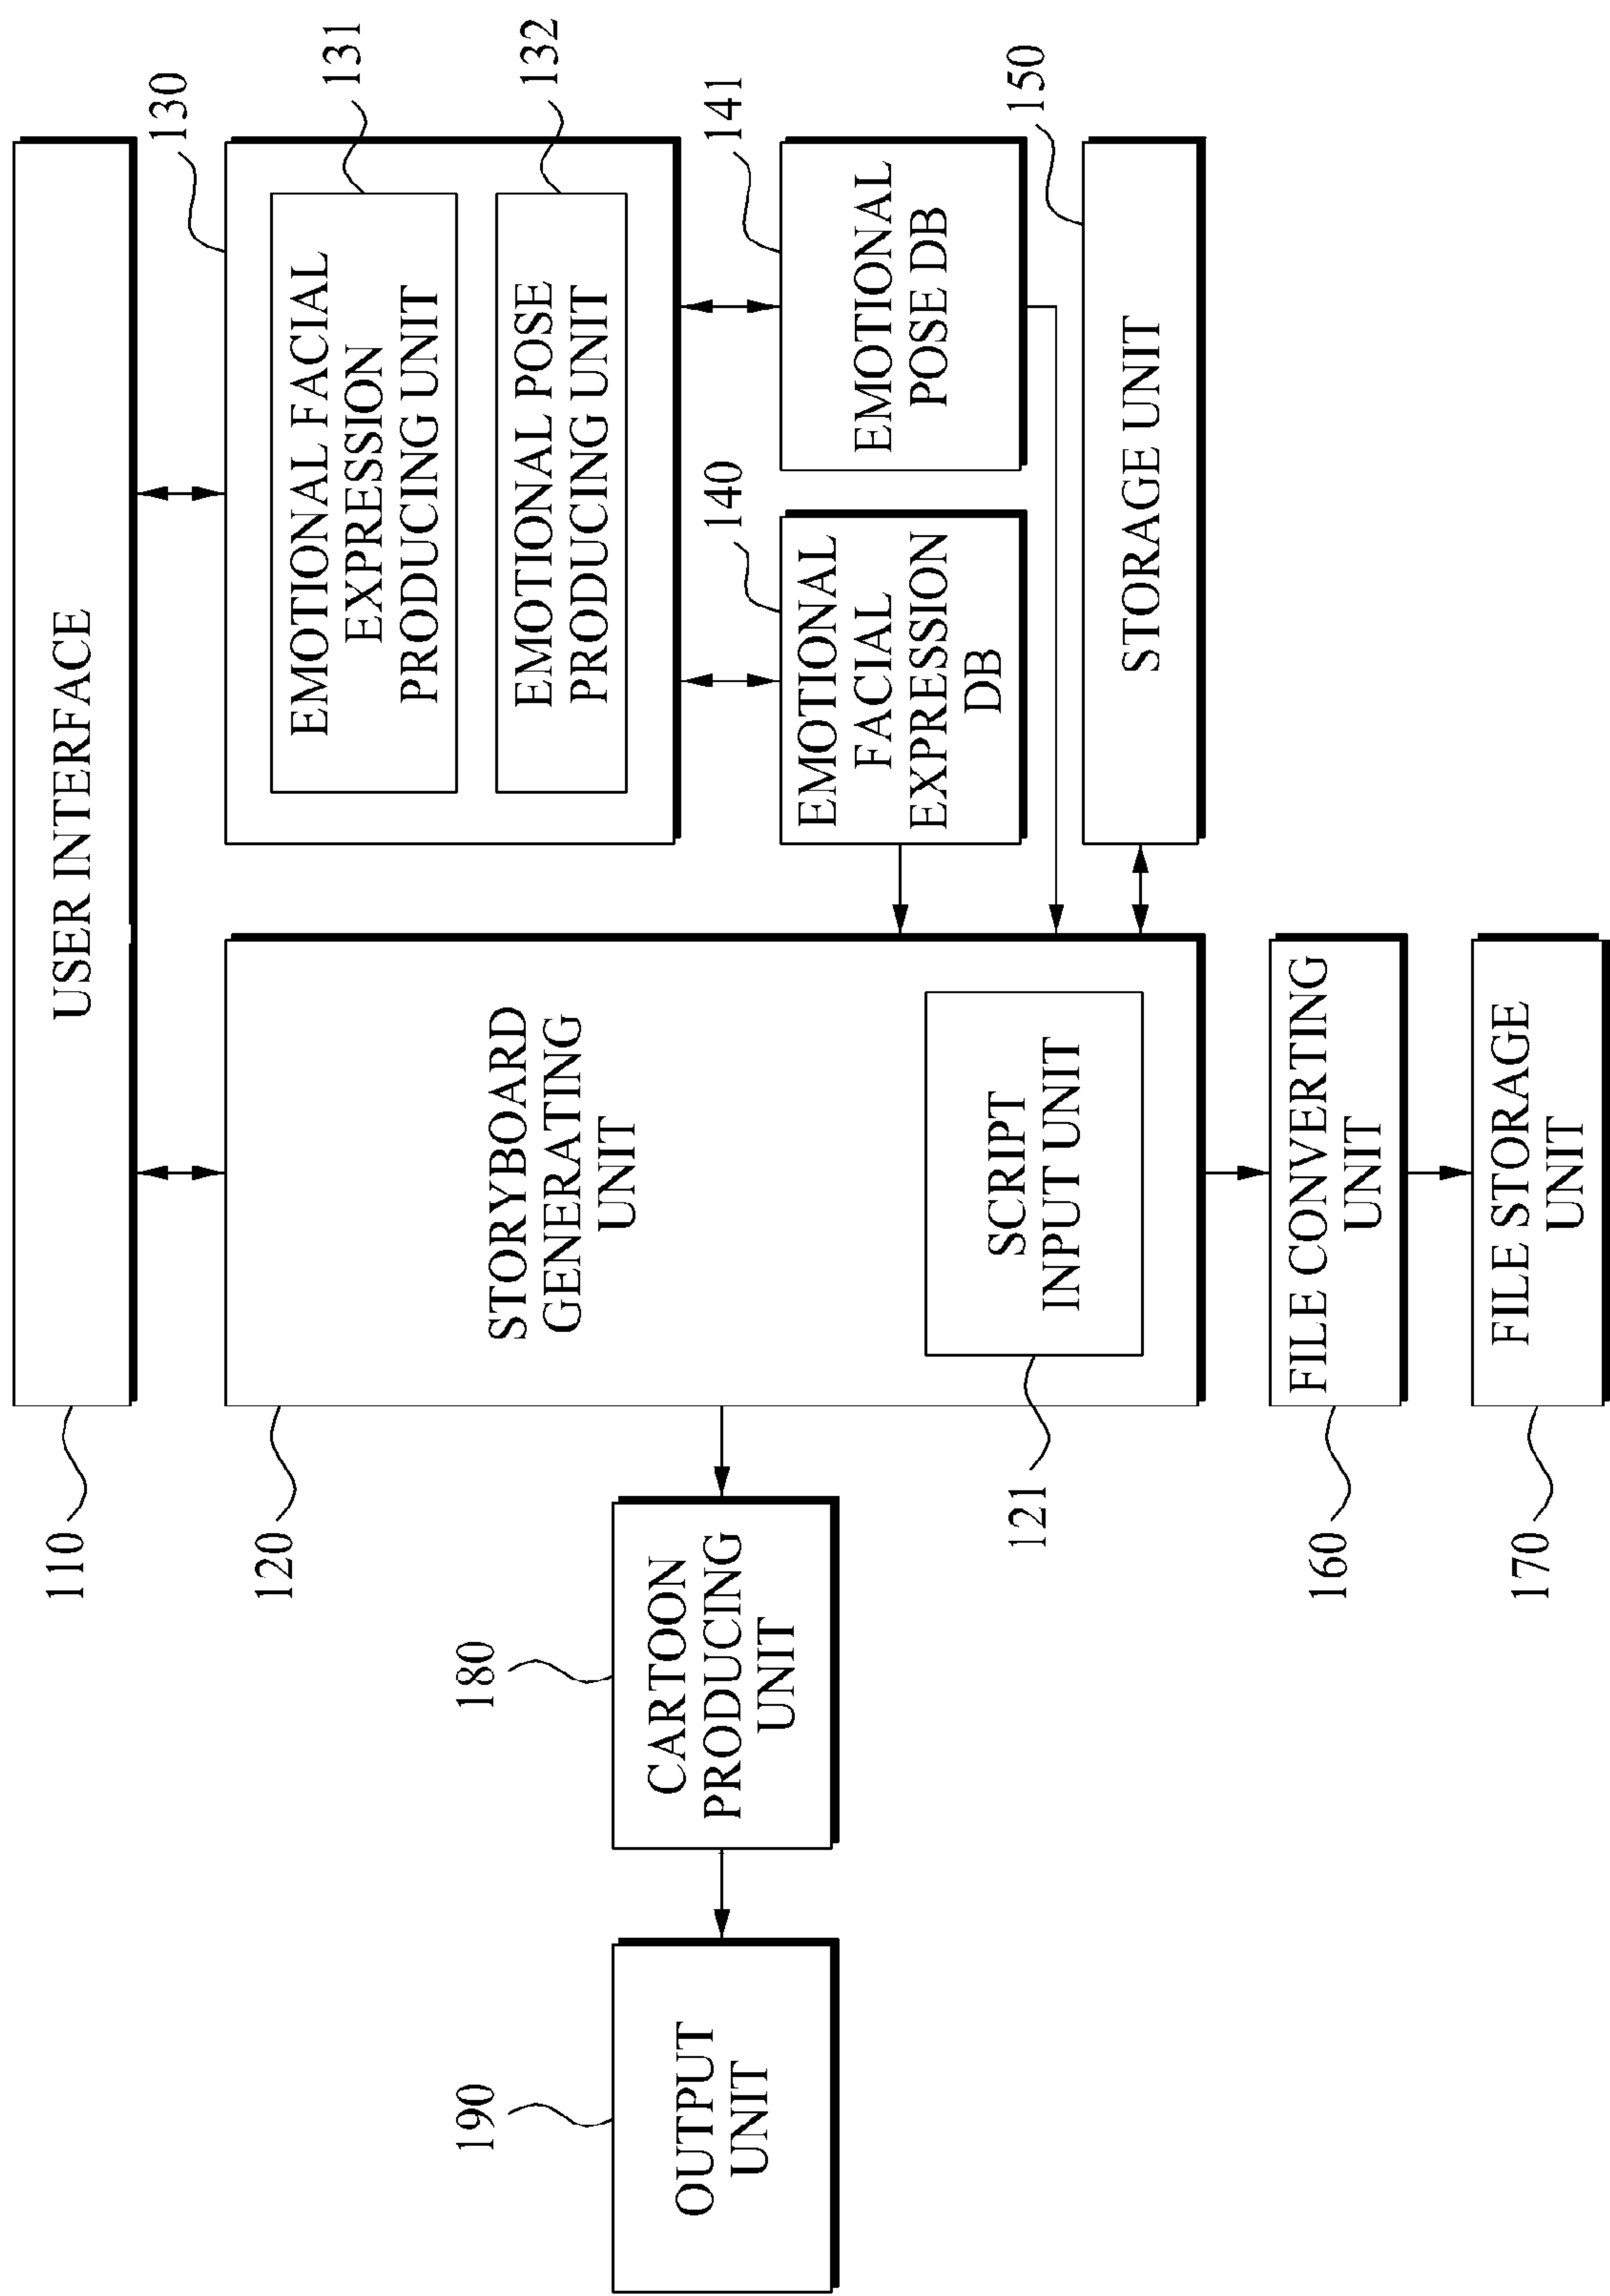 110
USER INTERFACE
190
OUTPUT
UNIT
180
CARTOON
PRODUCING
UNIT
120
STORYBOARD
GENERATING
UNIT
121
SCRIPT
INPUT UNIT
130
EMOTIONAL FACIAL
EXPRESSION
PRODUCING UNIT
131
EMOTIONAL POSE
PRODUCING UNIT
132
140
EMOTIONAL
FACIAL
EXPRESSION
DB
141
EMOTIONAL
POSE DB
150
STORAGE UNIT
160
FILE CONVERTING
UNIT
170
FILE STORAGE
UNIT